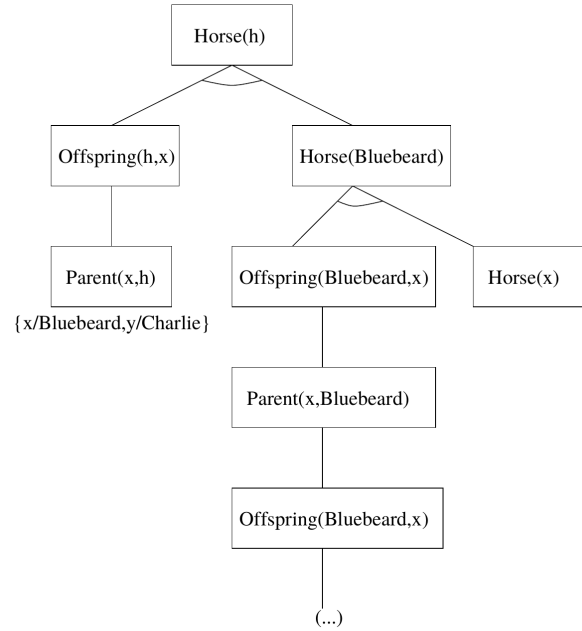 Horse(h)
Offspring(h,x)
Horse(Bluebeard)
Parent(x,h)
Offspring(Bluebeard,x)
Horse(x)
{x/Bluebeard,y/Charlie}
Parent(x,Bluebeard)
Offspring(Bluebeard,x)
(...)